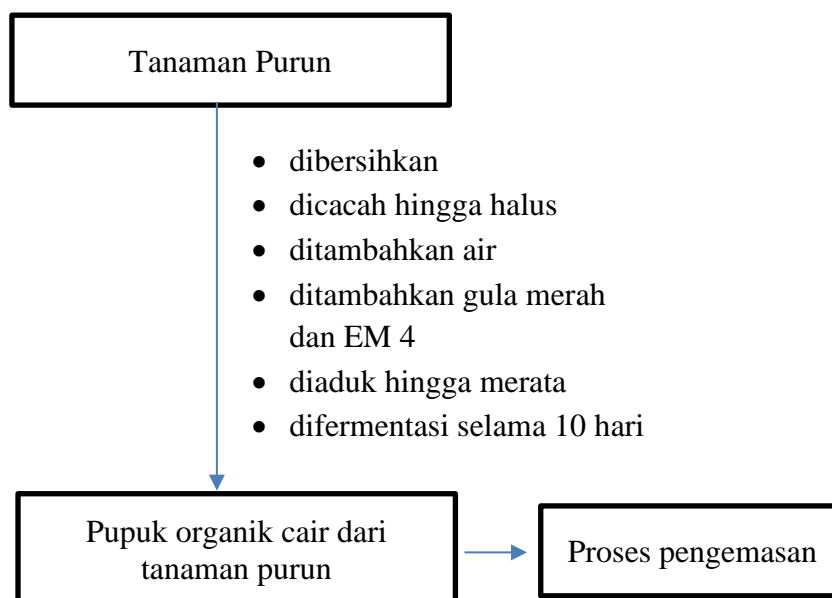 Tanaman Purun
• dibersihkan
• dicacah hingga halus
• ditambahkan air
• ditambahkan gula merah
dan EM 4
• diaduk hingga merata
• difermentasi selama 10 hari
Pupuk organik cair dari
tanaman purun
Proses pengemasan